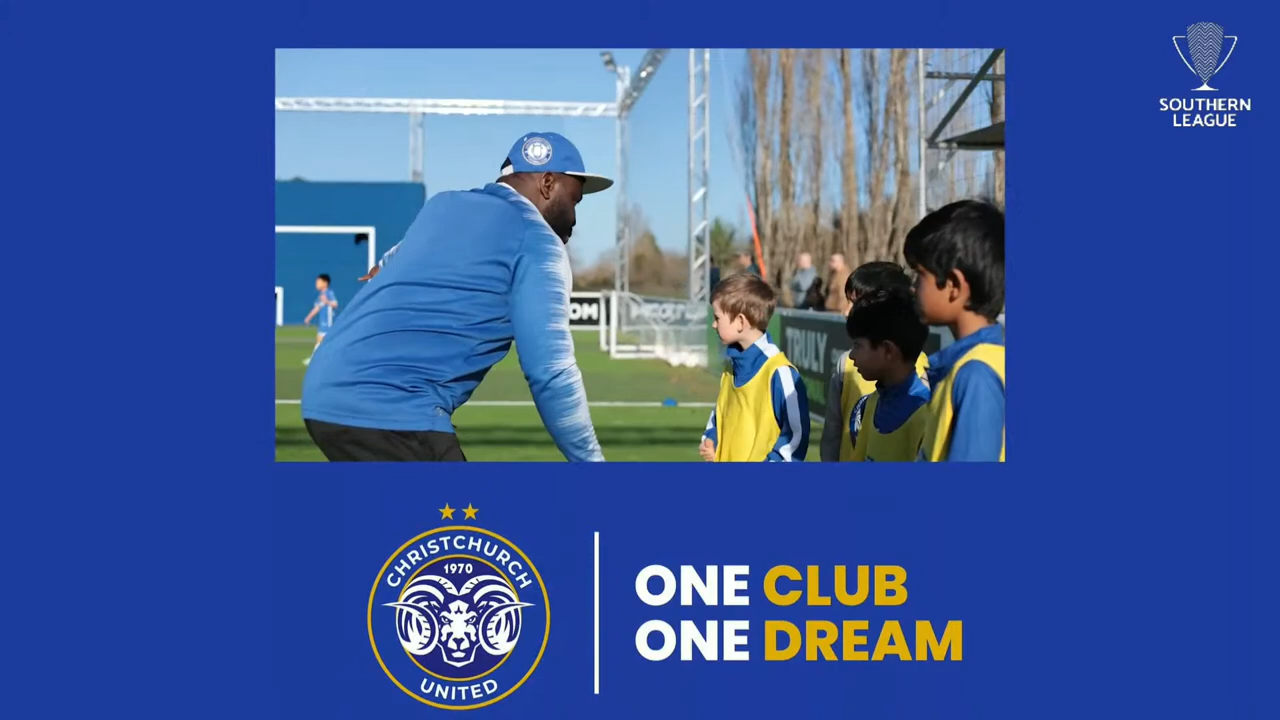 SOUTHERN
LEAGUE
TRULY
CHRISTCHURCH
1970
UNITED
ONE CLUB
ONE DREAM